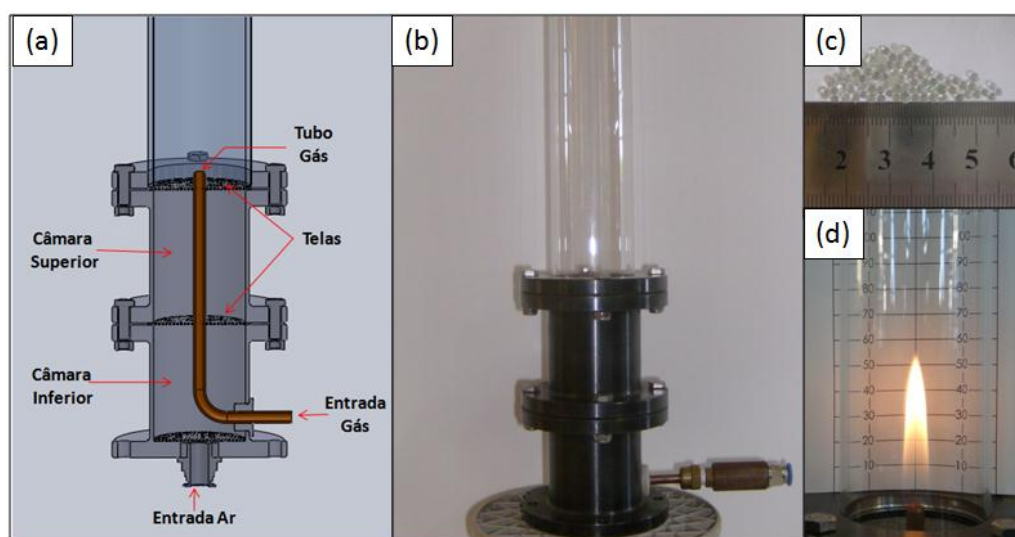 (a)
Tubo
Gás
Câmara
Superior
Telas
Câmara
Inferior
Entrada
Gás
Entrada Ar
(b)
(c)
2 3 4 5 6
(d)
90 90
80 80
70 70
60 60
50 50
40 40
30 30
20 20
10 10